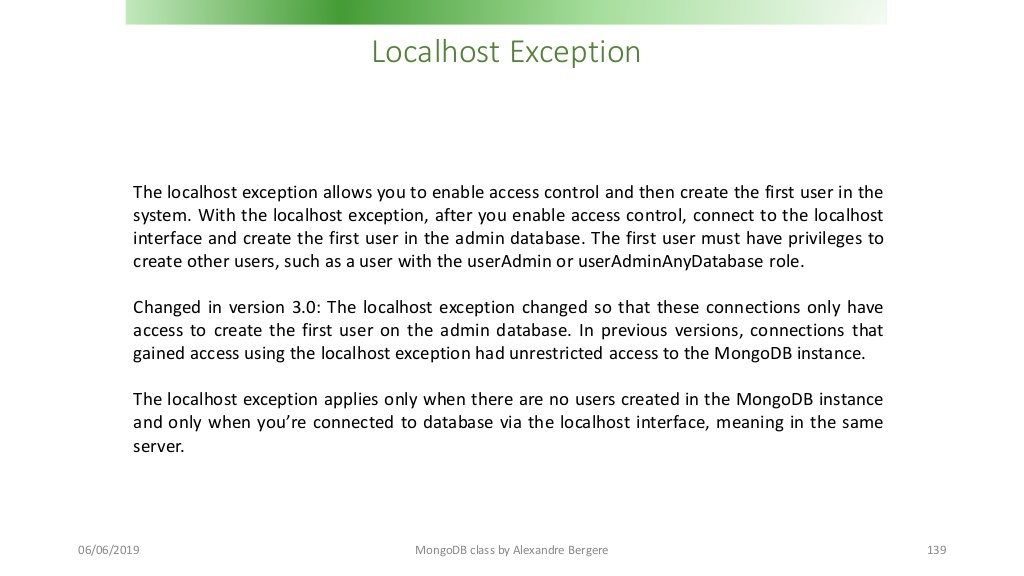 Localhost Exception
The localhost exception allows you to enable access control and then create the first user in the
system. With the localhost exception, after you enable access control, connect to the localhost
interface and create the first user in the admin database. The first user must have privileges to
create other users, such as a user with the userAdmin or userAdminAnyDatabase role.
Changed in version 3.0: The localhost exception changed so that these connections only have
access to create the first user on the admin database. In previous versions, connections that
gained access using the localhost exception had unrestricted access to the MongoDB instance.
The localhost exception applies only when there are no users created in the MongoDB instance
and only when you’re connected to database via the localhost interface, meaning in the same
server.
06/06/2019
MongoDB class by Alexandre Bergere
139